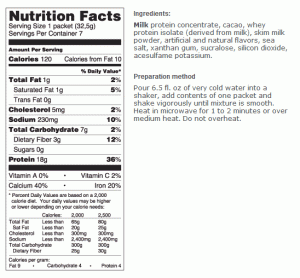 Nutrition Facts
Serving Size 1 packet (32.5g)
Servings Per Container 7
Amount Per Serving
Calories 120 Calories from Fat 10
% Daily Value*
Total Fat 1g 2%
Saturated Fat 1g 5%
Trans Fat 0g
Cholesterol 5mg 2%
Sodium 230mg 10%
Total Carbohydrate 7g 2%
Dietary Fiber 3g 12%
Sugars 0g
Protein 18g 36%
Vitamin A 0% • Vitamin C 2%
Calcium 40% • Iron 20%
* Percent Daily Values are based on a 2,000
calorie diet. Your daily values may be higher
or lower depending on your calorie needs:
Calories: 2,000 2,500
Total Fat Less than 65g 80g
Sat Fat Less than 20g 25g
Cholesterol Less than 300mg 300mg
Sodium Less than 2,400mg 2,400mg
Total Carbohydrate 300g 375g
Dietary Fiber 25g 30g
Calories per gram:
Fat 9 • Carbohydrate 4 • Protein 4
Ingredients:
Milk protein concentrate, cacao, whey
protein isolate (derived from milk), skim milk
powder, artificial and natural flavors, sea
salt, xanthan gum, sucralose, silicon dioxide,
acesulfame potassium.
Preparation method
Pour 6.5 fl. oz of very cold water into a
shaker, add contents of one packet and
shake vigorously until mixture is smooth.
Heat in microwave for 1 to 2 minutes or over
medium heat. Do not overheat.